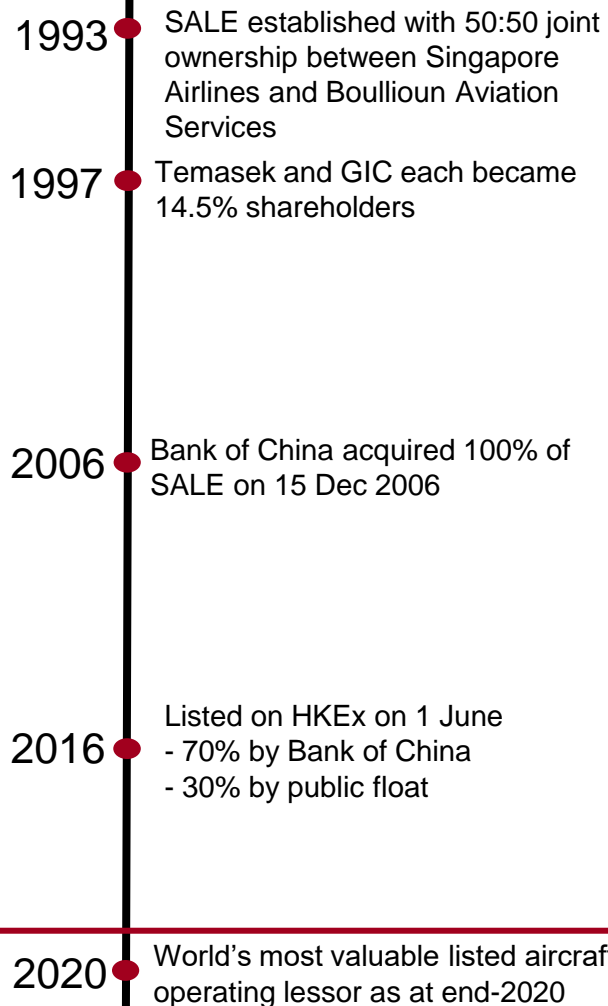 1993
SALE established with 50:50 joint
ownership between Singapore
Airlines and Boullioun Aviation
Services
1997
Temasek and GIC each became
14.5% shareholders
2006
Bank of China acquired 100% of
SALE on 15 Dec 2006
2016
Listed on HKEx on 1 June
- 70% by Bank of China
- 30% by public float
2020
World's most valuable listed aircraf
operating lessor as at end-2020